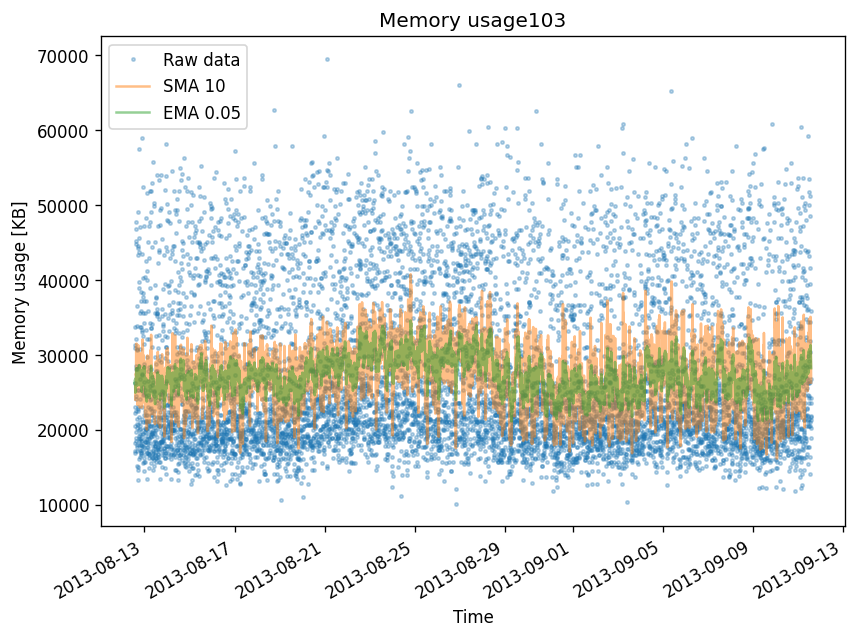 Memory usage103
Raw data
SMA 10
EMA 0.05
Memory usage [KB]
70000
60000
50000
40000
30000
20000
10000
2013-08-13
2013-08-17
2013-08-21
2013-08-25
2013-08-29
2013-09-01
2013-09-05
2013-09-09
2013-09-13
Time